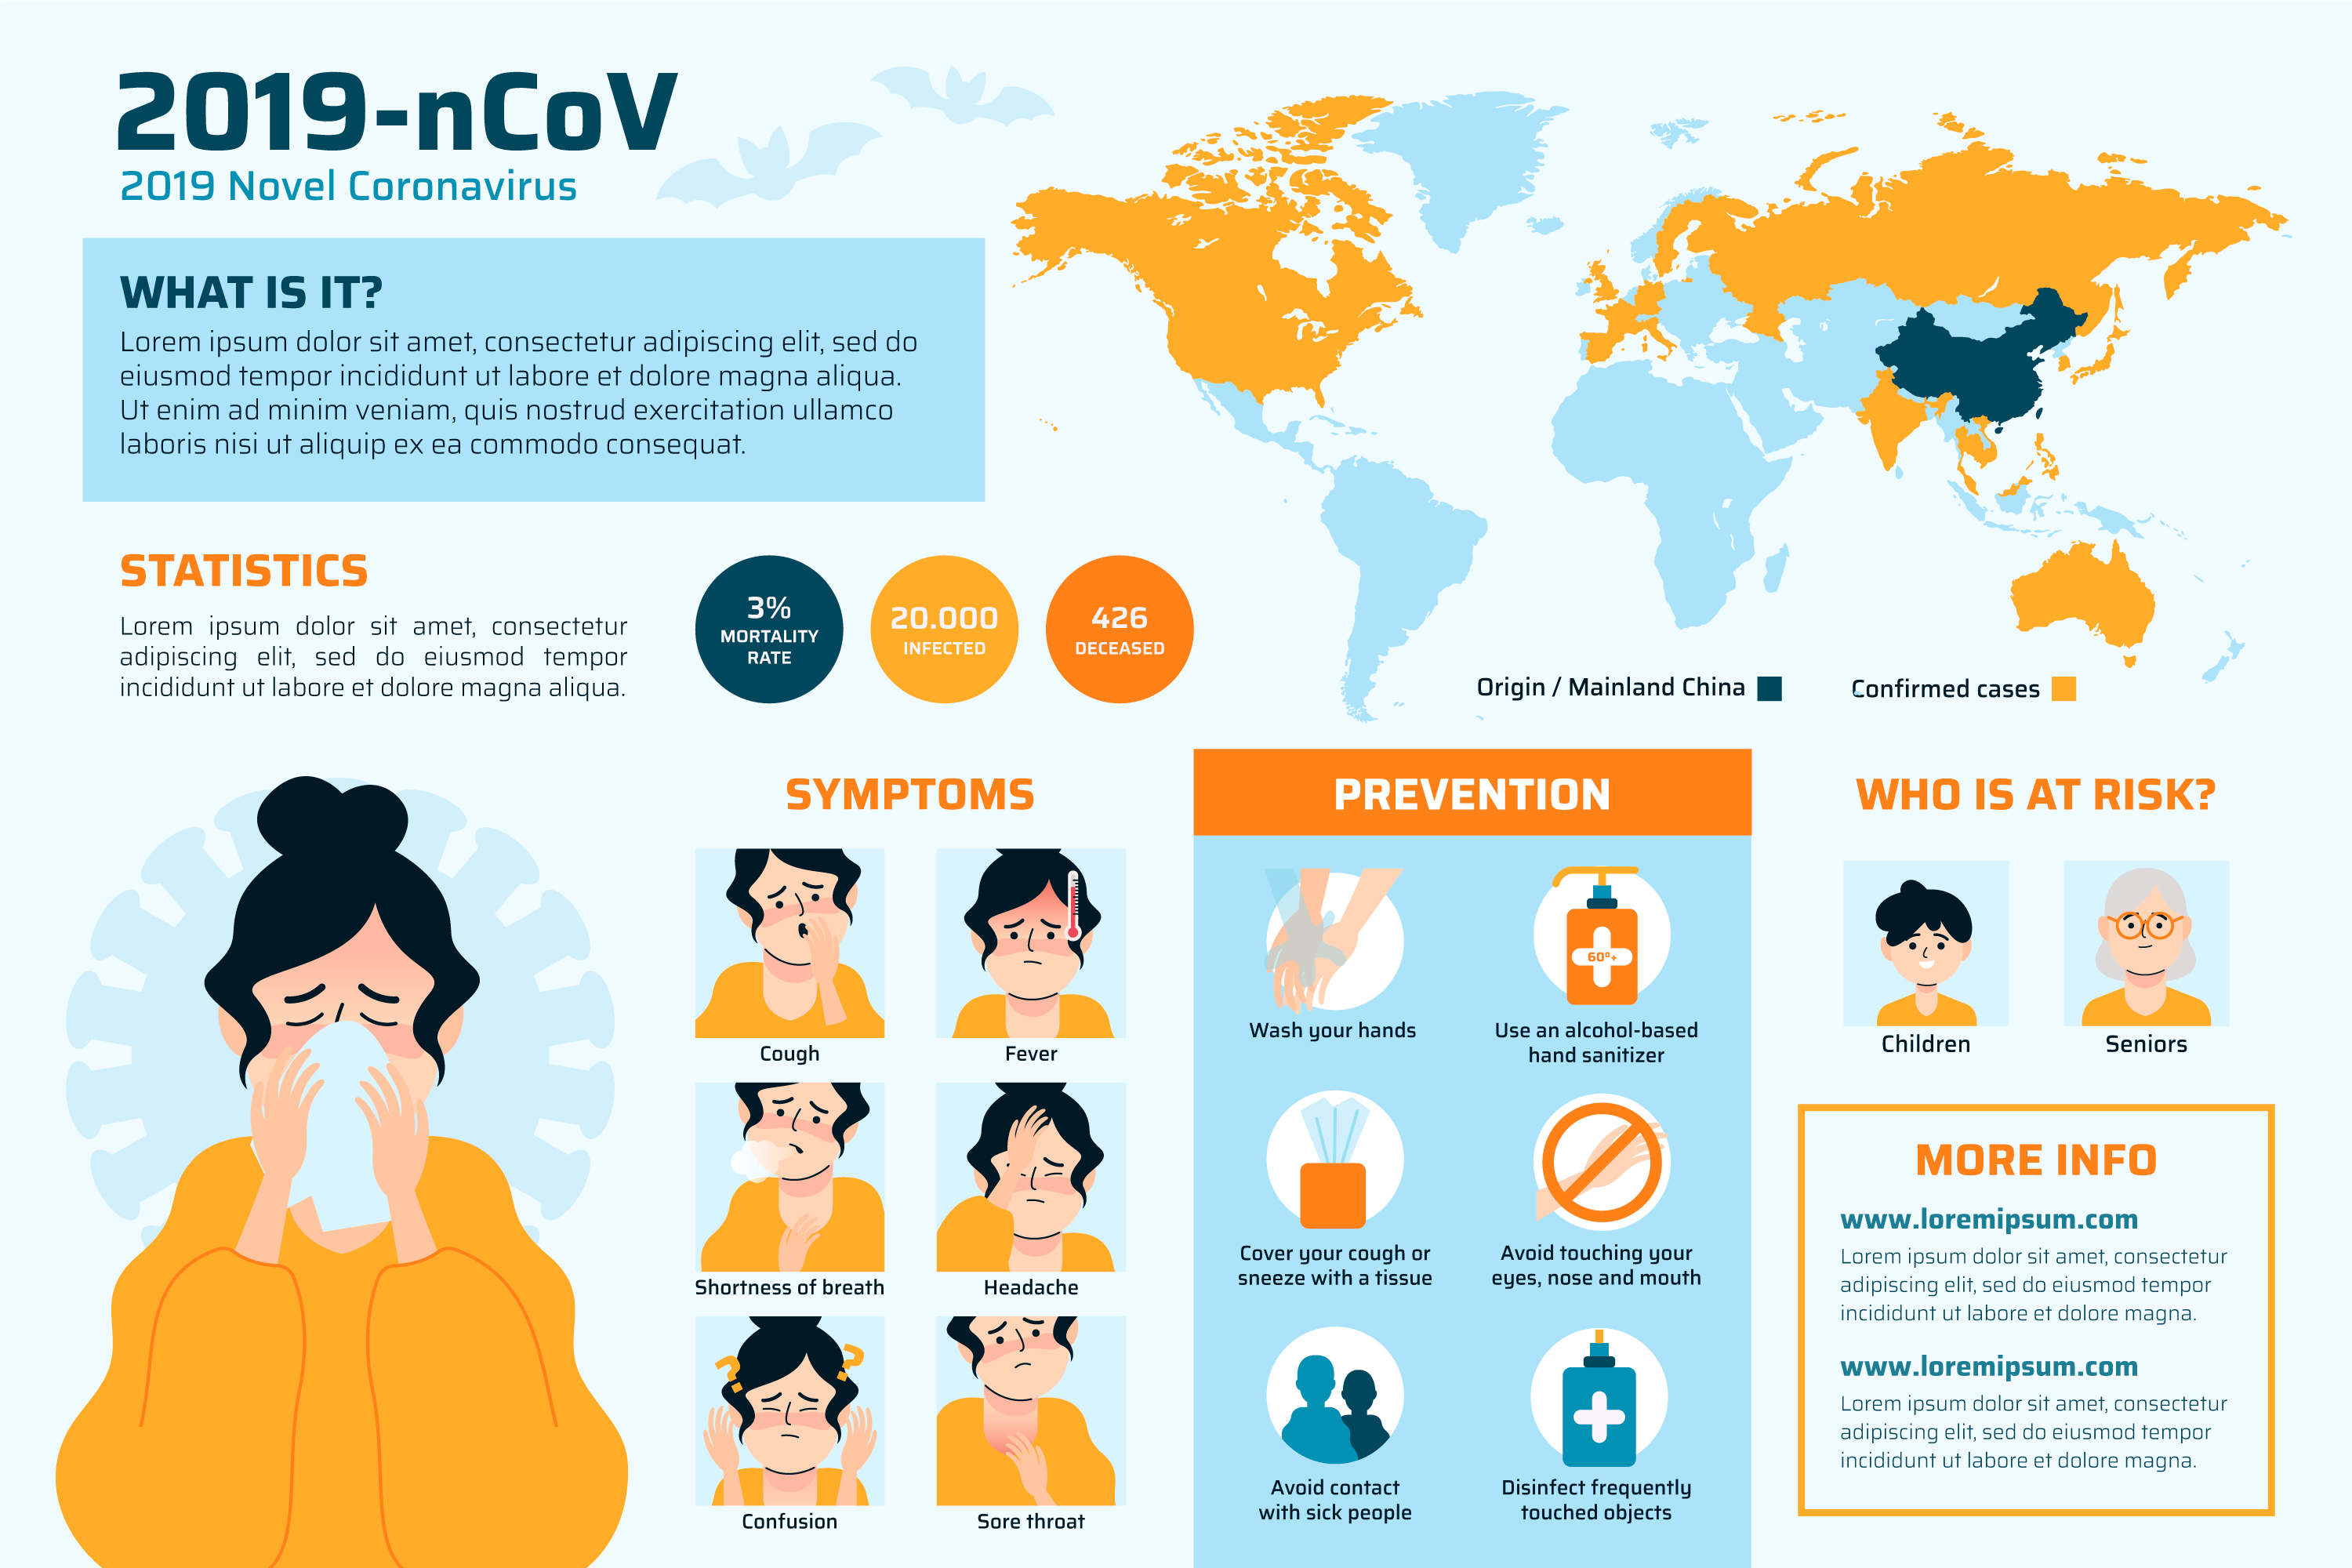 2019-nCoV
2019 Novel Coronavirus
WHAT IS IT?
Lorem ipsum dolor sit amet, consectetur adipiscing elit, sed do
eiusmod tempor incididunt ut labore et dolore magna aliqua.
Ut enim ad minim veniam, quis nostrud exercitation ullamco
laboris nisi ut aliquip ex ea commodo consequat.
STATISTICS
Lorem ipsum dolor sit amet, consectetur
adipiscing elit, sed do eiusmod tempor
incididunt ut labore et dolore magna aliqua.
3%
MORTALITY
RATE
20.000
INFECTED
426
DECEASED
Origin / Mainland China
Confirmed cases
SYMPTOMS
Cough
Fever
Shortness of breath
Headache
? ?
Confusion
Sore throat
PREVENTION
Wash your hands
60º+
Use an alcohol-based
hand sanitizer
Cover your cough or
sneeze with a tissue
Avoid touching your
eyes, nose and mouth
Avoid contact
with sick people
Disinfect frequently
touched objects
WHO IS AT RISK?
Children
Seniors
MORE INFO
www.loremipsum.com
Lorem ipsum dolor sit amet, consectetur
adipiscing elit, sed do eiusmod tempor
incididunt ut labore et dolore magna.
www.loremipsum.com
Lorem ipsum dolor sit amet, consectetur
adipiscing elit, sed do eiusmod tempor
incididunt ut labore et dolore magna.